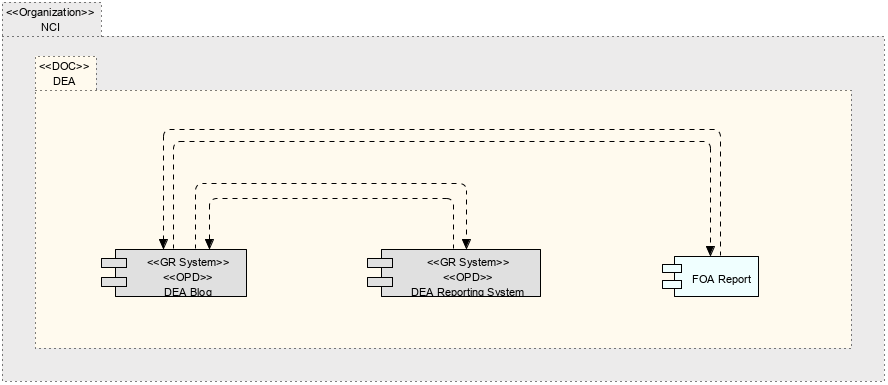 <<Organization>>
NCI
<<DOC>>
DEA
<<GR System>>
<<OPD>>
DEA Blog
<<GR System>>
<<OPD>>
DEA Reporting System
FOA Report